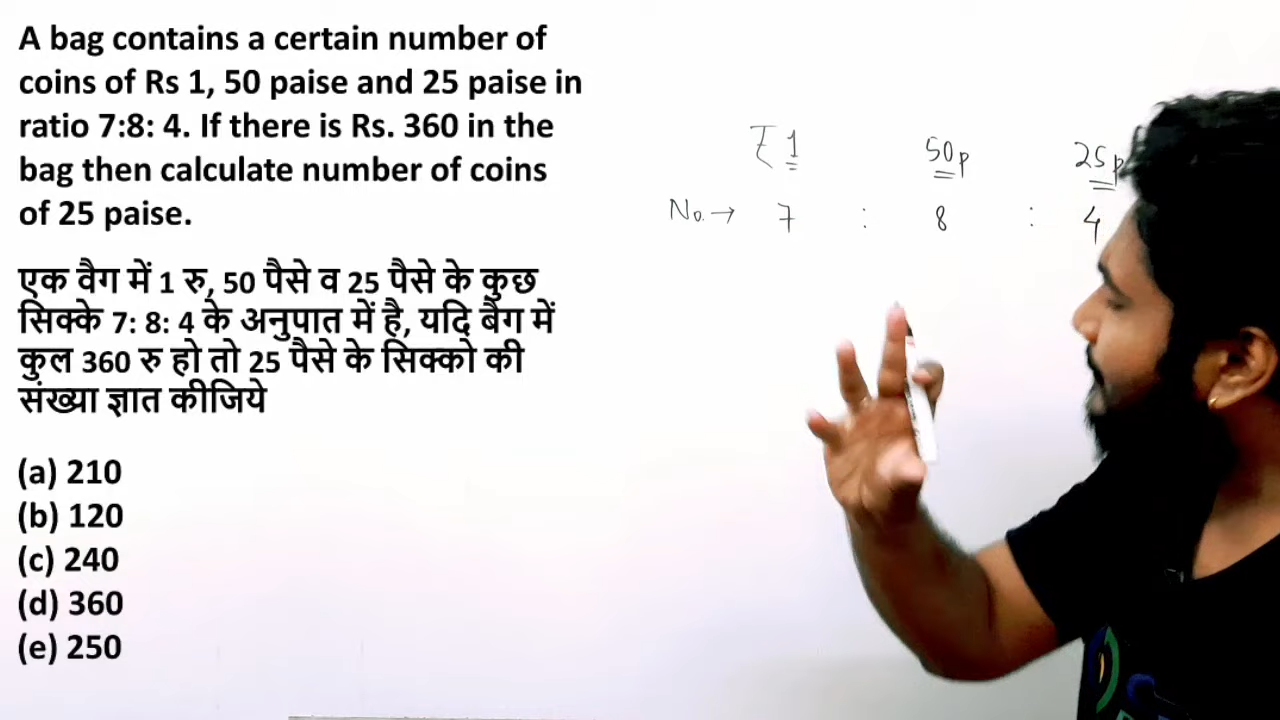 A bag contains a certain number of
coins of Rs 1, 50 paise and 25 paise in
ratio 7:8: 4. If there is Rs. 360 in the
bag then calculate number of coins
of 25 paise.
एक वैग में 1 रु, 50 पैसे व 25 पैसे के कुछ
सिक्के 7: 8: 4 के अनुपात में है, यदि बैग में
कुल 360 रु हो तो 25 पैसे के सिक्को की
संख्या ज्ञात कीजिये
(a) 210
(b) 120
(c) 240
(d) 360
(e) 250
₹ 1 50p 25p
No. → 7 : 8 : 4